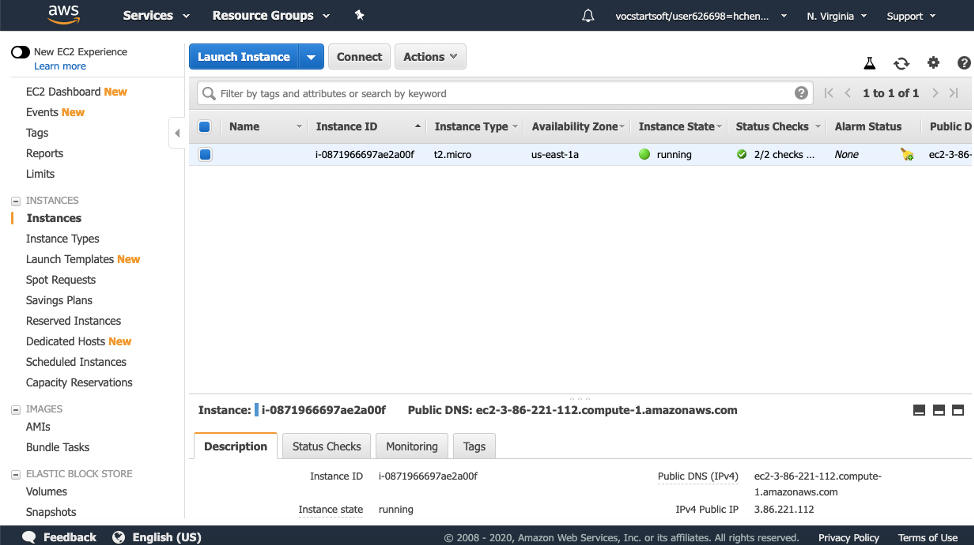 aws Services Resource Groups vocstartsoft/user626698=hchen... N. Virginia Support
New EC2 Experience
Learn more
EC2 Dashboard New
Events New
Tags
Reports
Limits
INSTANCES
Instances
Instance Types
Launch Templates New
Spot Requests
Savings Plans
Reserved Instances
Dedicated Hosts New
Scheduled Instances
Capacity Reservations
IMAGES
AMIs
Bundle Tasks
ELASTIC BLOCK STORE
Volumes
Snapshots
Launch Instance Connect Actions
Filter by tags and attributes or search by keyword 1 to 1 of 1
Name Instance ID Instance Type Availability Zone Instance State Status Checks Alarm Status Public D
i-0871966697ae2a00f t2.micro us-east-1a running 2/2 checks ... None ec2-3-86-
Instance: i-0871966697ae2a00f Public DNS: ec2-3-86-221-112.compute-1.amazonaws.com
Description Status Checks Monitoring Tags
Instance ID i-0871966697ae2a00f Public DNS (IPv4) ec2-3-86-221-112.compute-
1.amazonaws.com
Instance state running IPv4 Public IP 3.86.221.112
Feedback English (US) © 2008 - 2020, Amazon Web Services, Inc. or its affiliates. All rights reserved. Privacy Policy Terms of Use